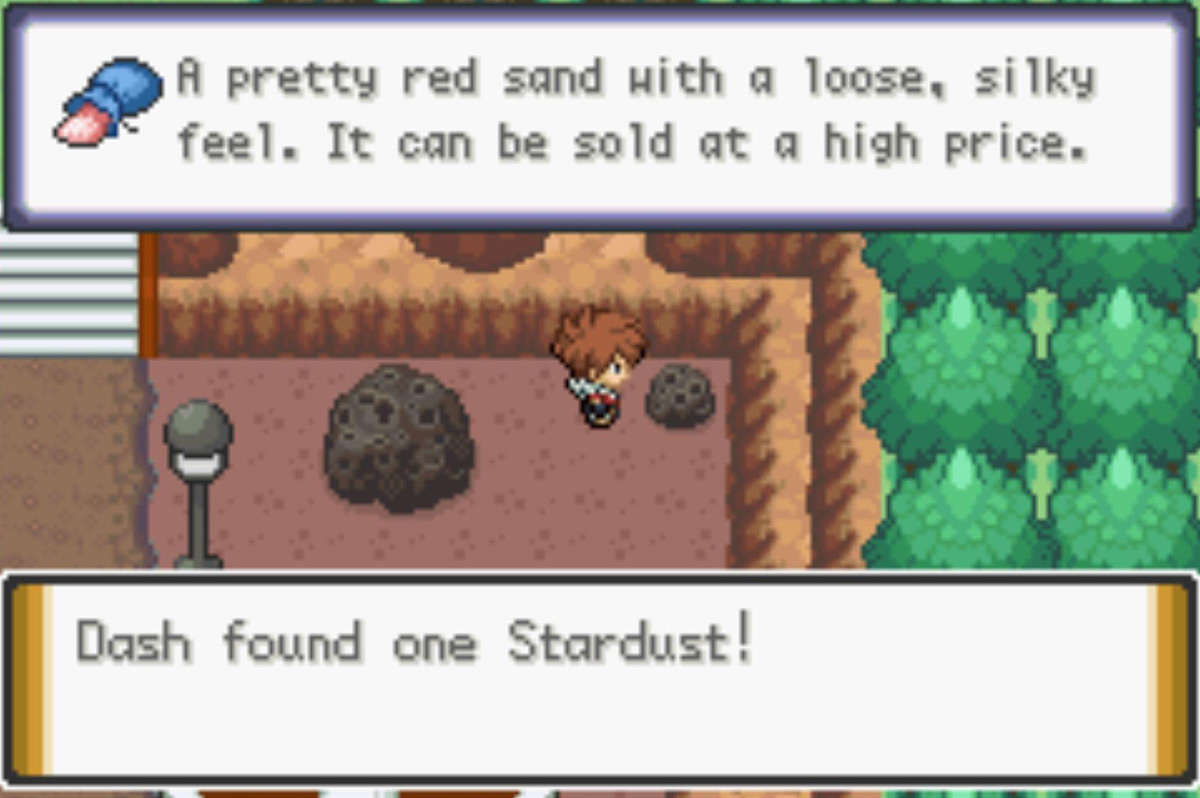 A pretty red sand with a loose, silky
feel. It can be sold at a high price.
Dash found one Stardust!